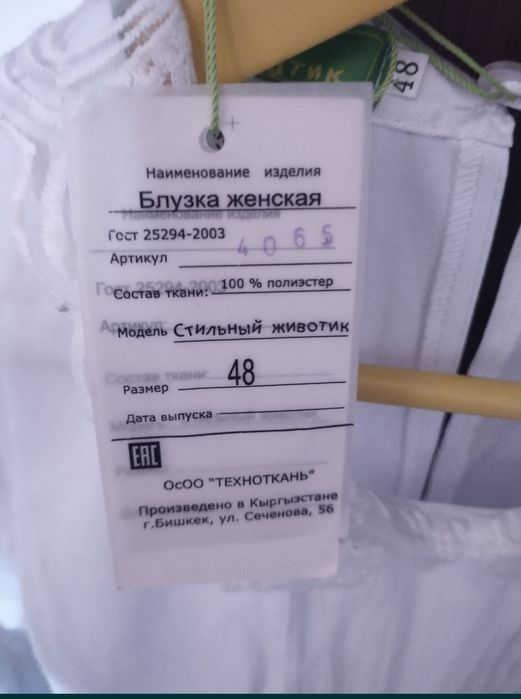 48
Наименование изделия
Блузка женская
Гост 25294-2003
Артикул 4065
Состав ткани: 100 % полиэстер
Модель Стильный животик
Размер 48
Дата выпуска
EAC
ОсОО "ТЕХНОТКАНЬ"
Произведено в Кыргызстане
г.Бишкек, ул. Сеченова, 56